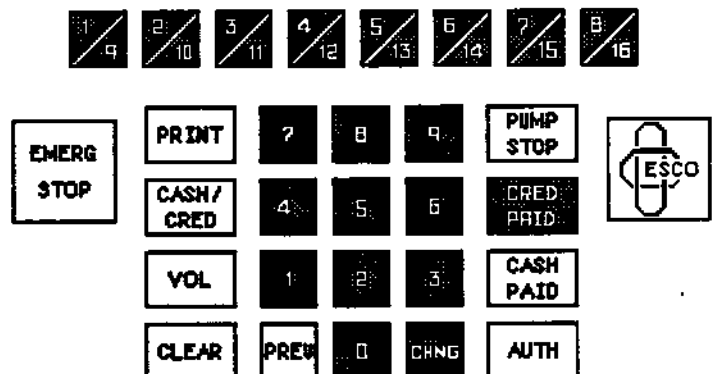 1/9 2/10 3/11 4/12 5/13 6/14 7/15 8/16
EMERG
STOP
PRINT 7 8 9 PUMP
STOP
ESCO
CASH/
CRED 4 5 6 CRED
PAID
VOL 1 2 3 CASH
PAID
CLEAR PRE# 0 CHNG AUTH